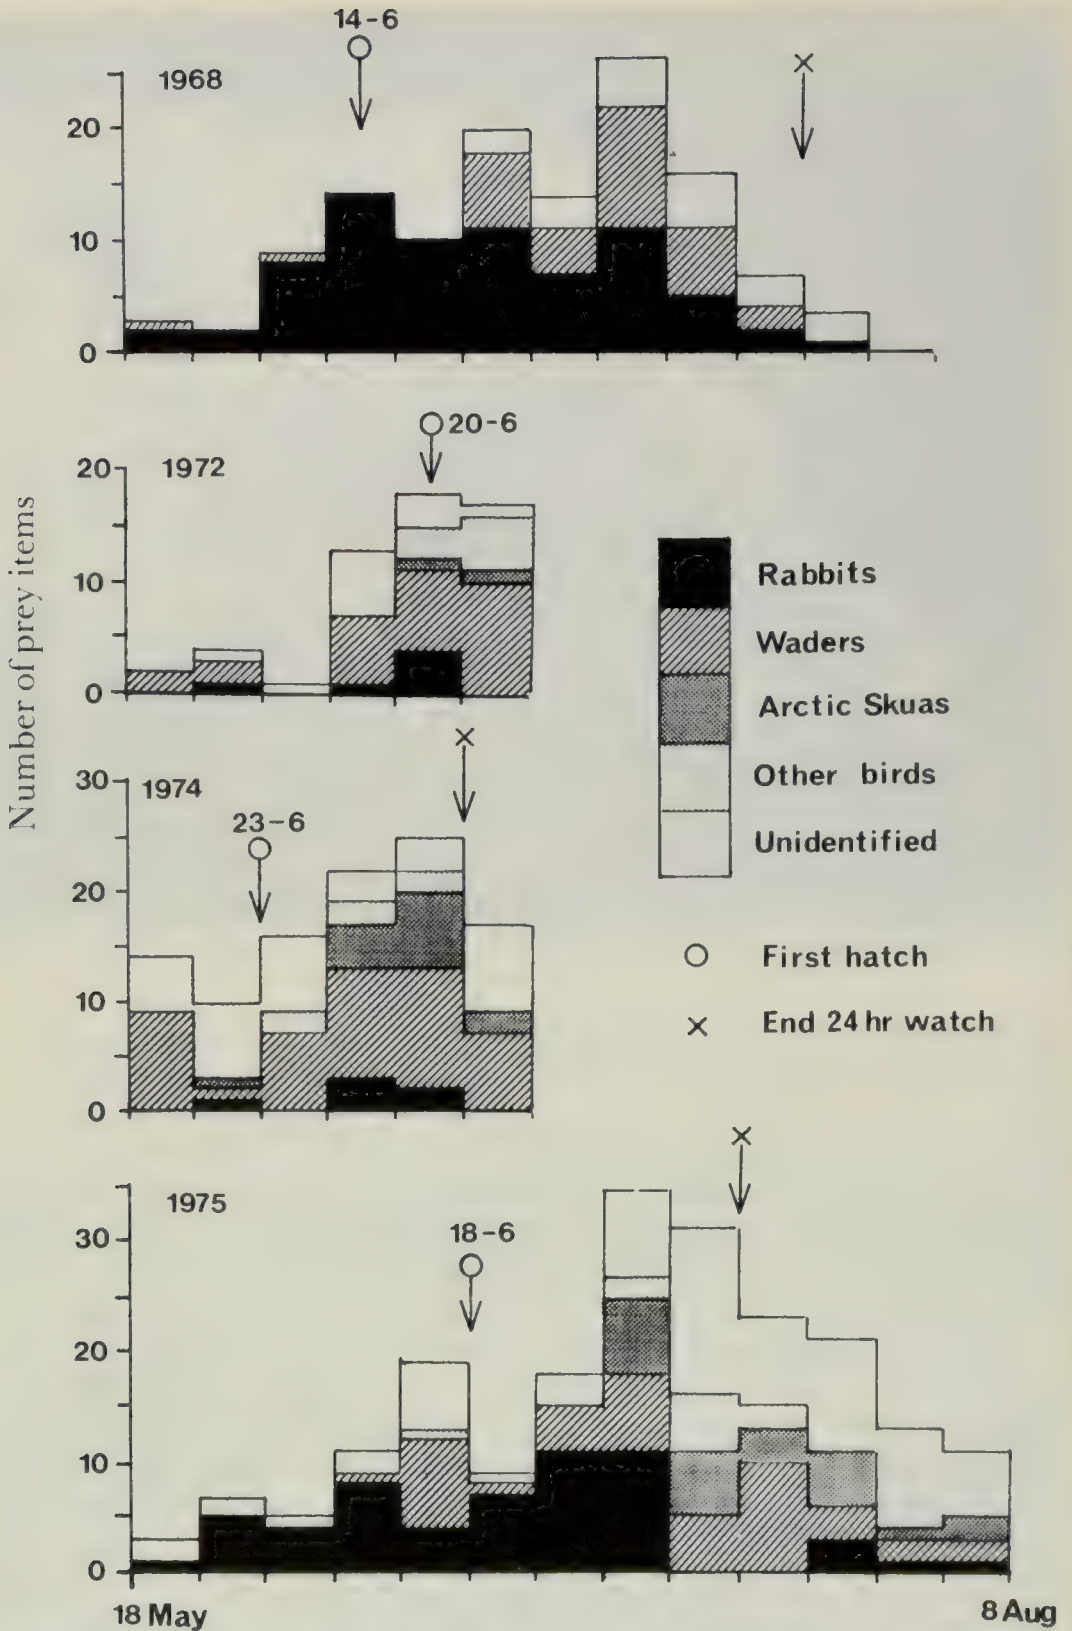 14-6
1968
20
10
0
Number of prey items
20-6
20
1972
10
0
Rabbits
Waders
Arctic Skuas
Other birds
Unidentified
30
1974
23-6
20
10
0
First hatch
End 24 hr watch
1975
18-6
30
20
10
0
18 May
8 Aug